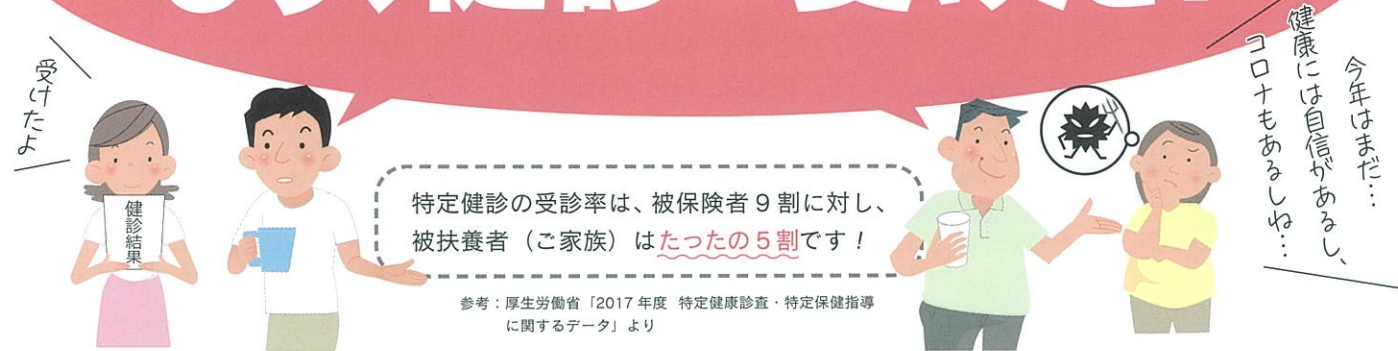 受けたよ
健診結果
特定健診の受診率は、被保険者9割に対し、
被扶養者（ご家族）はたったの5割です！
参考：厚生労働省「2017年度 特定健康診査・特定保健指導
に関するデータ」より
今年はまだ…
健康には自信があるし、
コロナもあるしね…